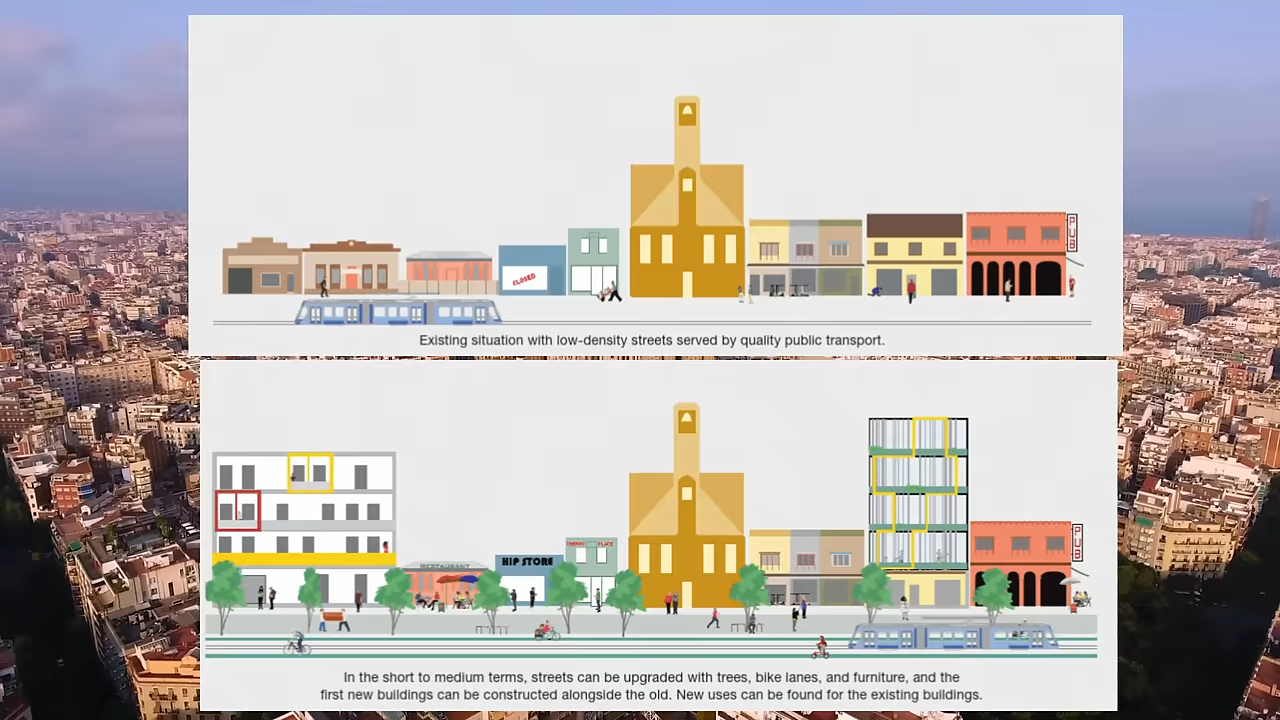 CLOSED
PUB
Existing situation with low-density streets served by quality public transport.
RESTAURANT
HIP STORE
PLACE
PUB
In the short to medium terms, streets can be upgraded with trees, bike lanes, and furniture, and the
first new buildings can be constructed alongside the old. New uses can be found for the existing buildings.